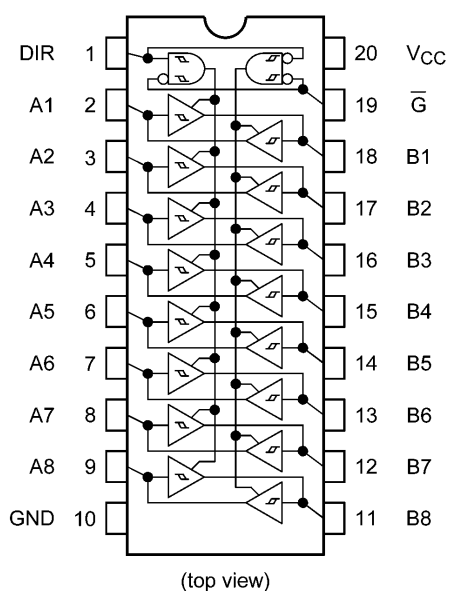 DIR 1 20 VCC
A1 2 19 G̅
A2 3 18 B1
A3 4 17 B2
A4 5 16 B3
A5 6 15 B4
A6 7 14 B5
A7 8 13 B6
A8 9 12 B7
GND 10 11 B8
(top view)